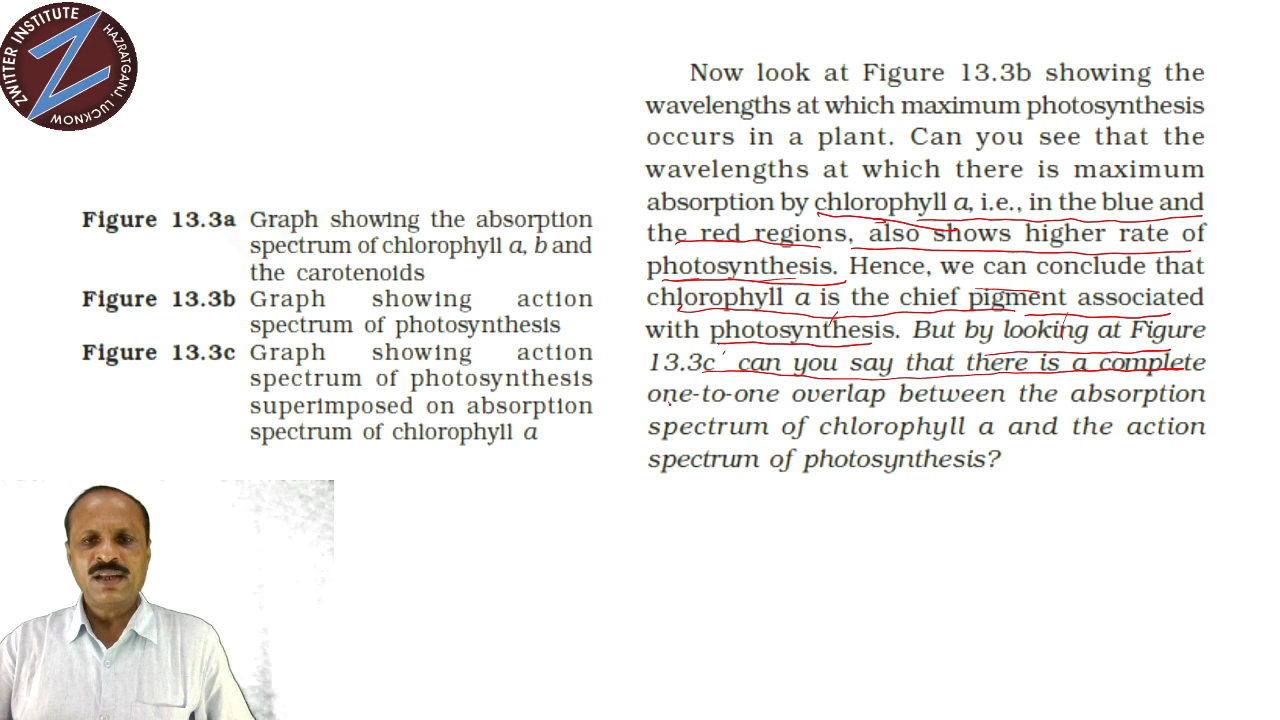 ZWITTER INSTITUTE
HAZRATGANJ, LUCKNOW
Now look at Figure 13.3b showing the
wavelengths at which maximum photosynthesis
occurs in a plant. Can you see that the
wavelengths at which there is maximum
absorption by chlorophyll a, i.e., in the blue and
the red regions, also shows higher rate of
photosynthesis. Hence, we can conclude that
chlorophyll a is the chief pigment associated
with photosynthesis. But by looking at Figure
13.3c can you say that there is a complete
one-to-one overlap between the absorption
spectrum of chlorophyll a and the action
spectrum of photosynthesis?
Figure 13.3a Graph showing the absorption
spectrum of chlorophyll a, b and
the carotenoids
Figure 13.3b Graph showing action
spectrum of photosynthesis
Figure 13.3c Graph showing action
spectrum of photosynthesis
superimposed on absorption
spectrum of chlorophyll a